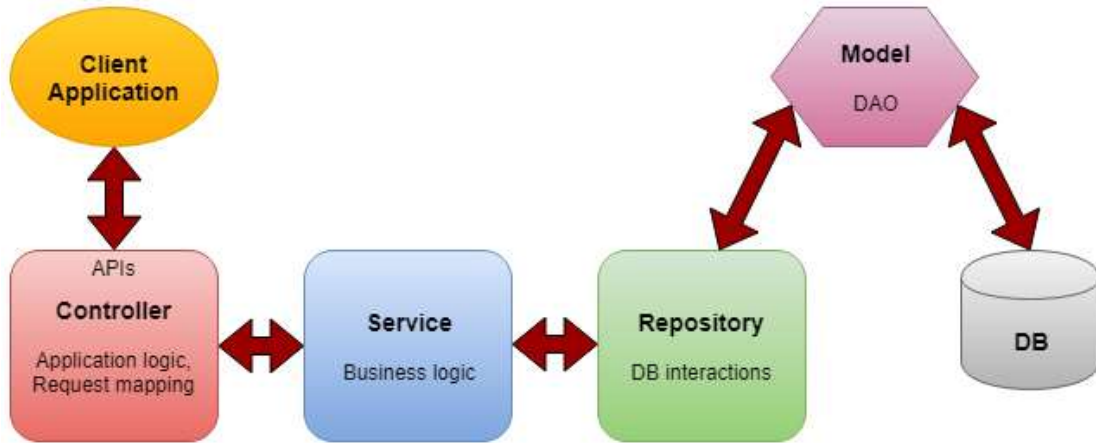 Client
Application
Model
DAO
APIs
Controller
Application logic,
Request mapping
Service
Business logic
Repository
DB interactions
DB